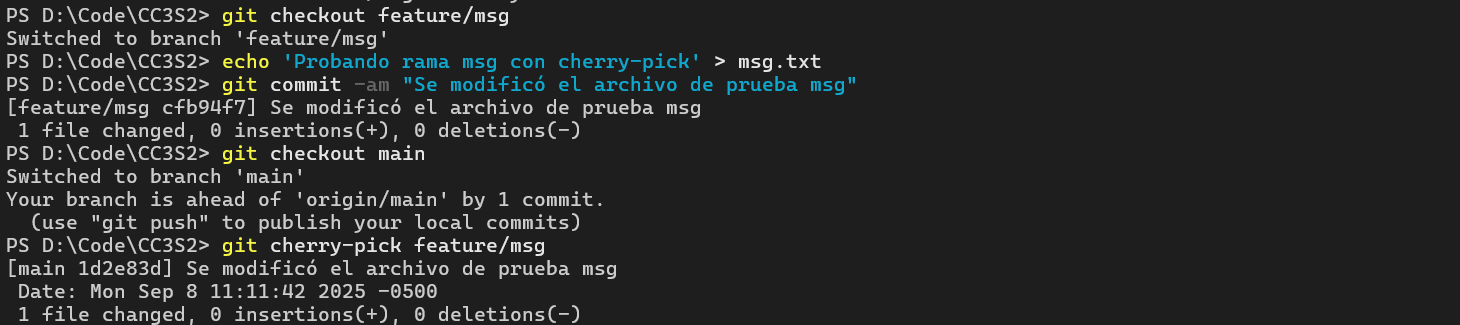 PS D:\Code\CC3S2> git checkout feature/msg
Switched to branch 'feature/msg'
PS D:\Code\CC3S2> echo 'Probando rama msg con cherry-pick' > msg.txt
PS D:\Code\CC3S2> git commit -am "Se modificó el archivo de prueba msg"
[feature/msg cfb94f7] Se modificó el archivo de prueba msg
 1 file changed, 0 insertions(+), 0 deletions(-)
PS D:\Code\CC3S2> git checkout main
Switched to branch 'main'
Your branch is ahead of 'origin/main' by 1 commit.
  (use "git push" to publish your local commits)
PS D:\Code\CC3S2> git cherry-pick feature/msg
[main 1d2e83d] Se modificó el archivo de prueba msg
 Date: Mon Sep 8 11:11:42 2025 -0500
 1 file changed, 0 insertions(+), 0 deletions(-)